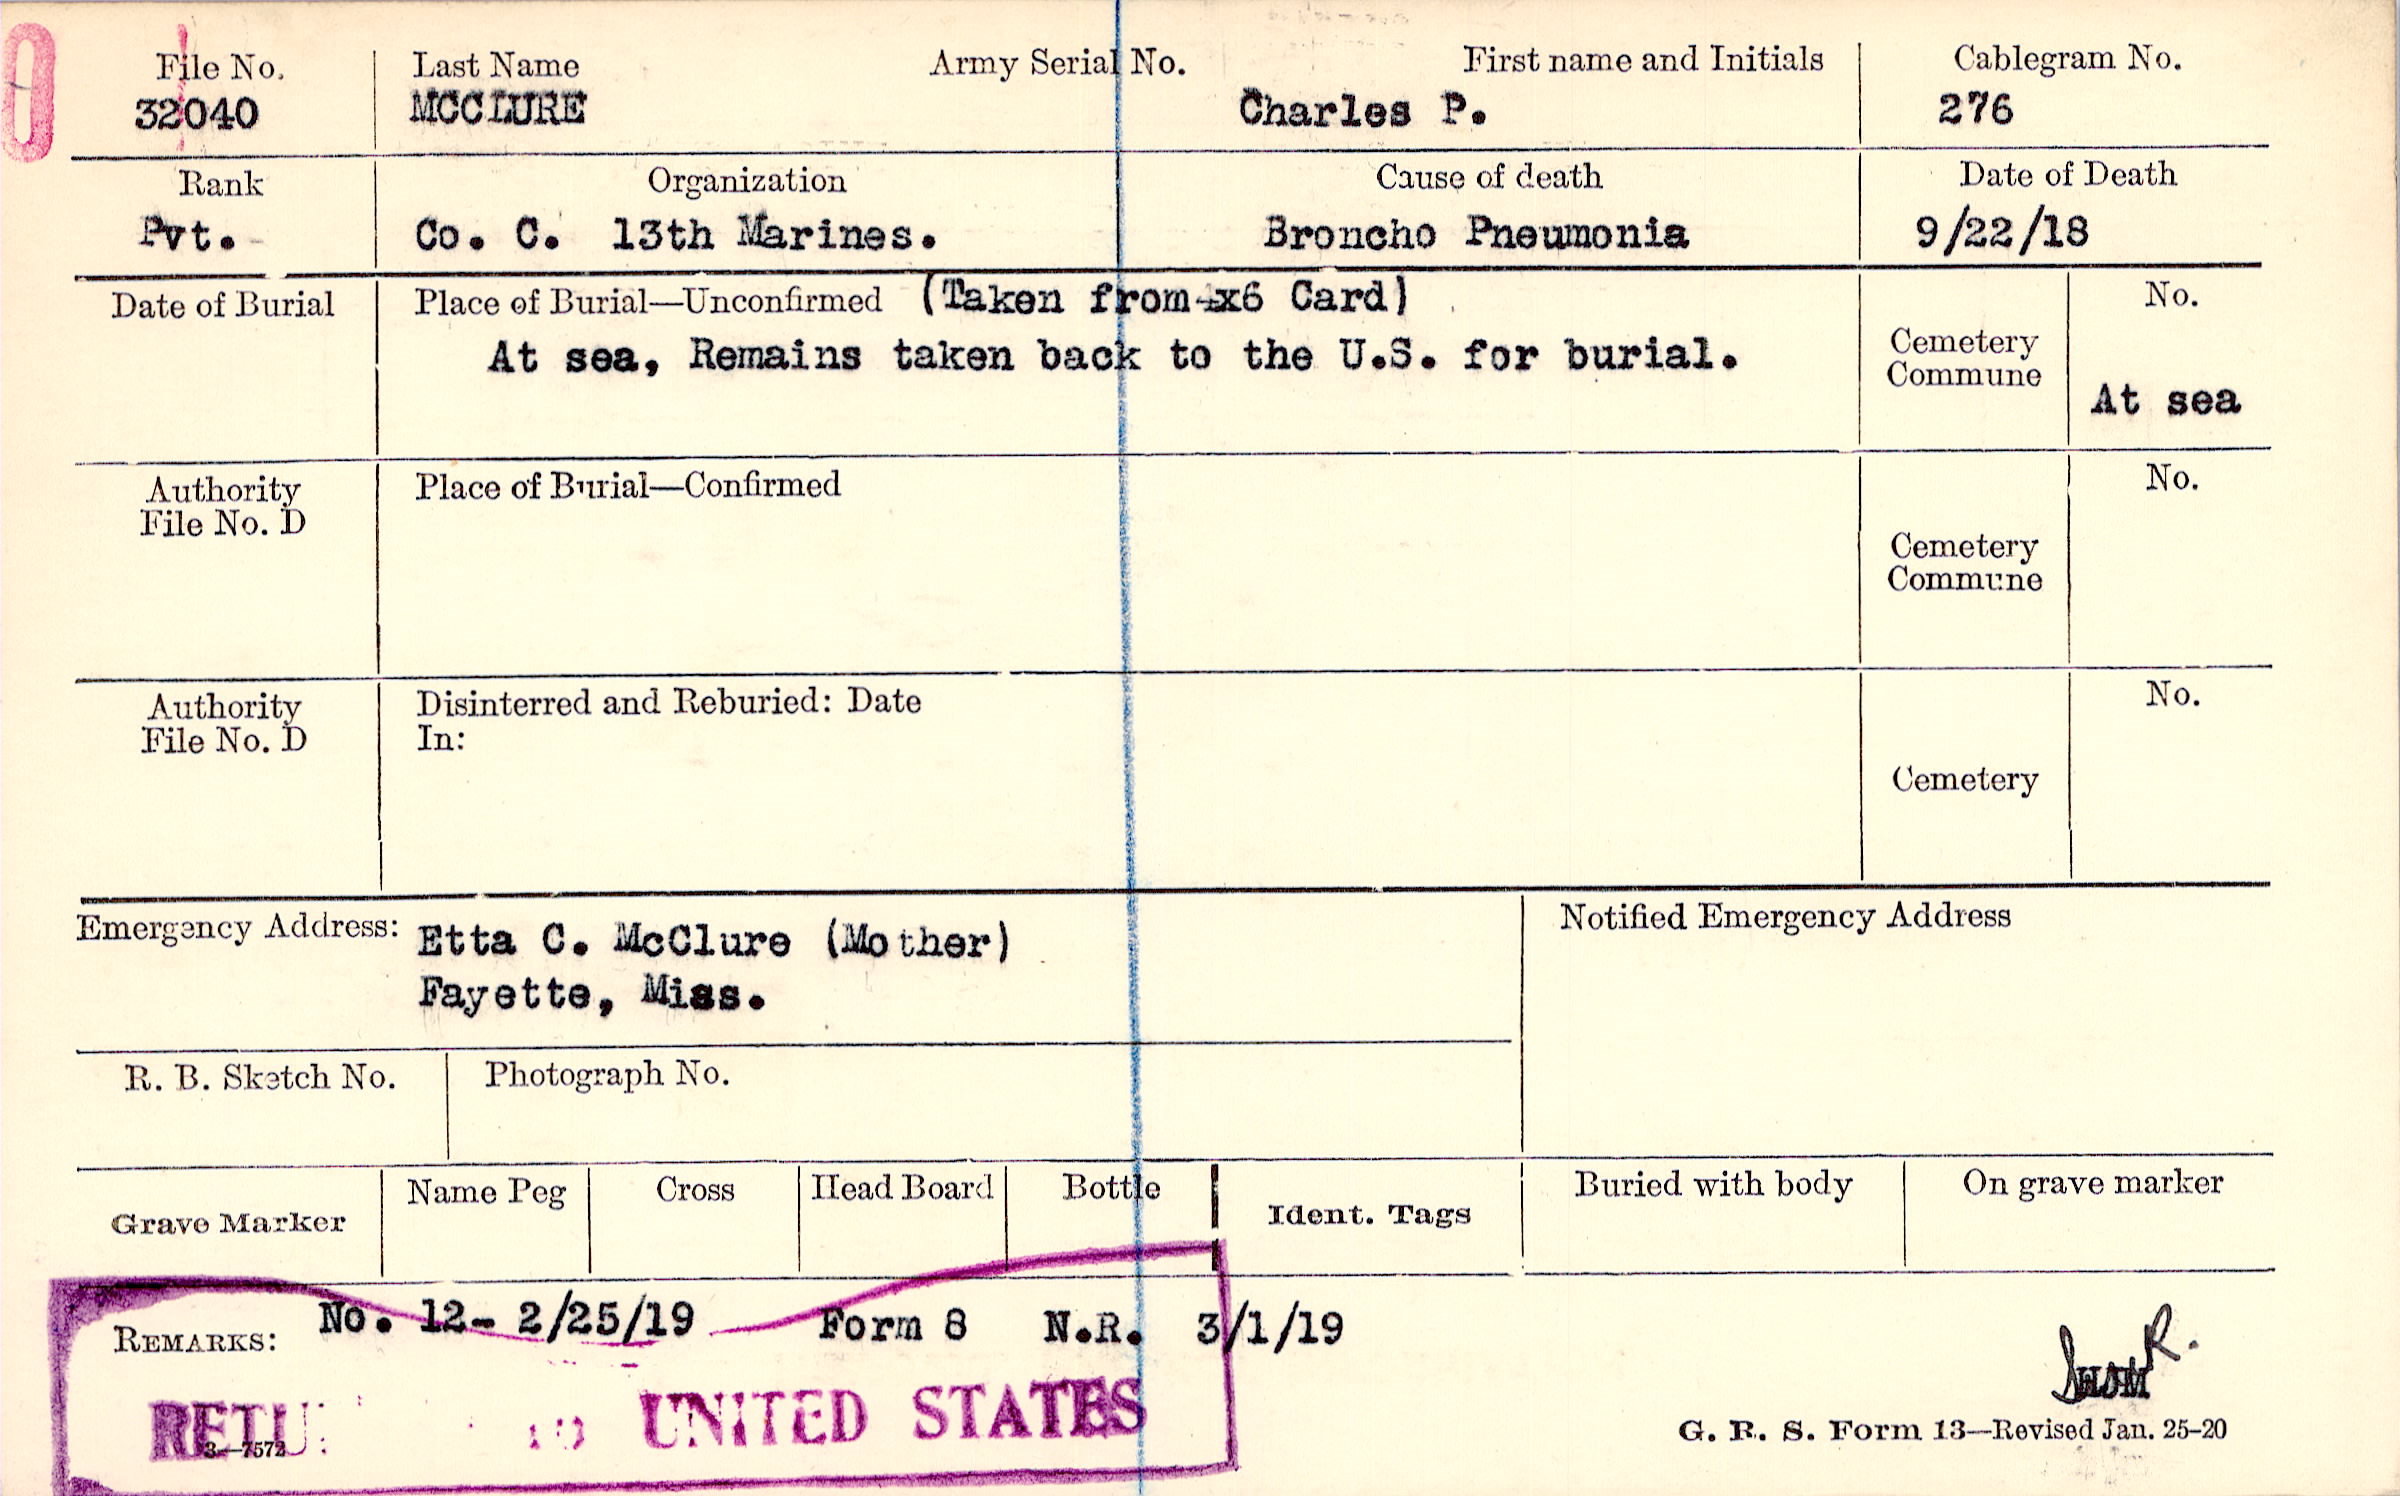 File No. Last Name Army Serial No. First name and Initials Cablegram No.
32040 MCCLURE Charles P. 276
Rank Organization Cause of death Date of Death
Pvt. Co. C. 13th Marines. Broncho Pneumonia 9/22/18
Date of Burial Place of Burial—Unconfirmed (Taken from x6 Card) No.
At sea, Remains taken back to the U.S. for burial. Cemetery
Commune
At sea
Authority Place of Burial—Confirmed No.
File No. D
Cemetery
Commune
Authority Disinterred and Reburied: Date No.
File No. D In:
Cemetery
Emergency Address: Etta C. McClure (Mother) Notified Emergency Address
Fayette, Miss.
R. B. Sketch No. Photograph No.
Grave Marker Name Peg Cross Head Board Bottle Ident. Tags Buried with body On grave marker
REMARKS: No. 12- 2/25/19 Form 8 N.R. 3/1/19
RETU UNITED STATES
3—7572
G. R. S. Form 13—Revised Jan. 25-20